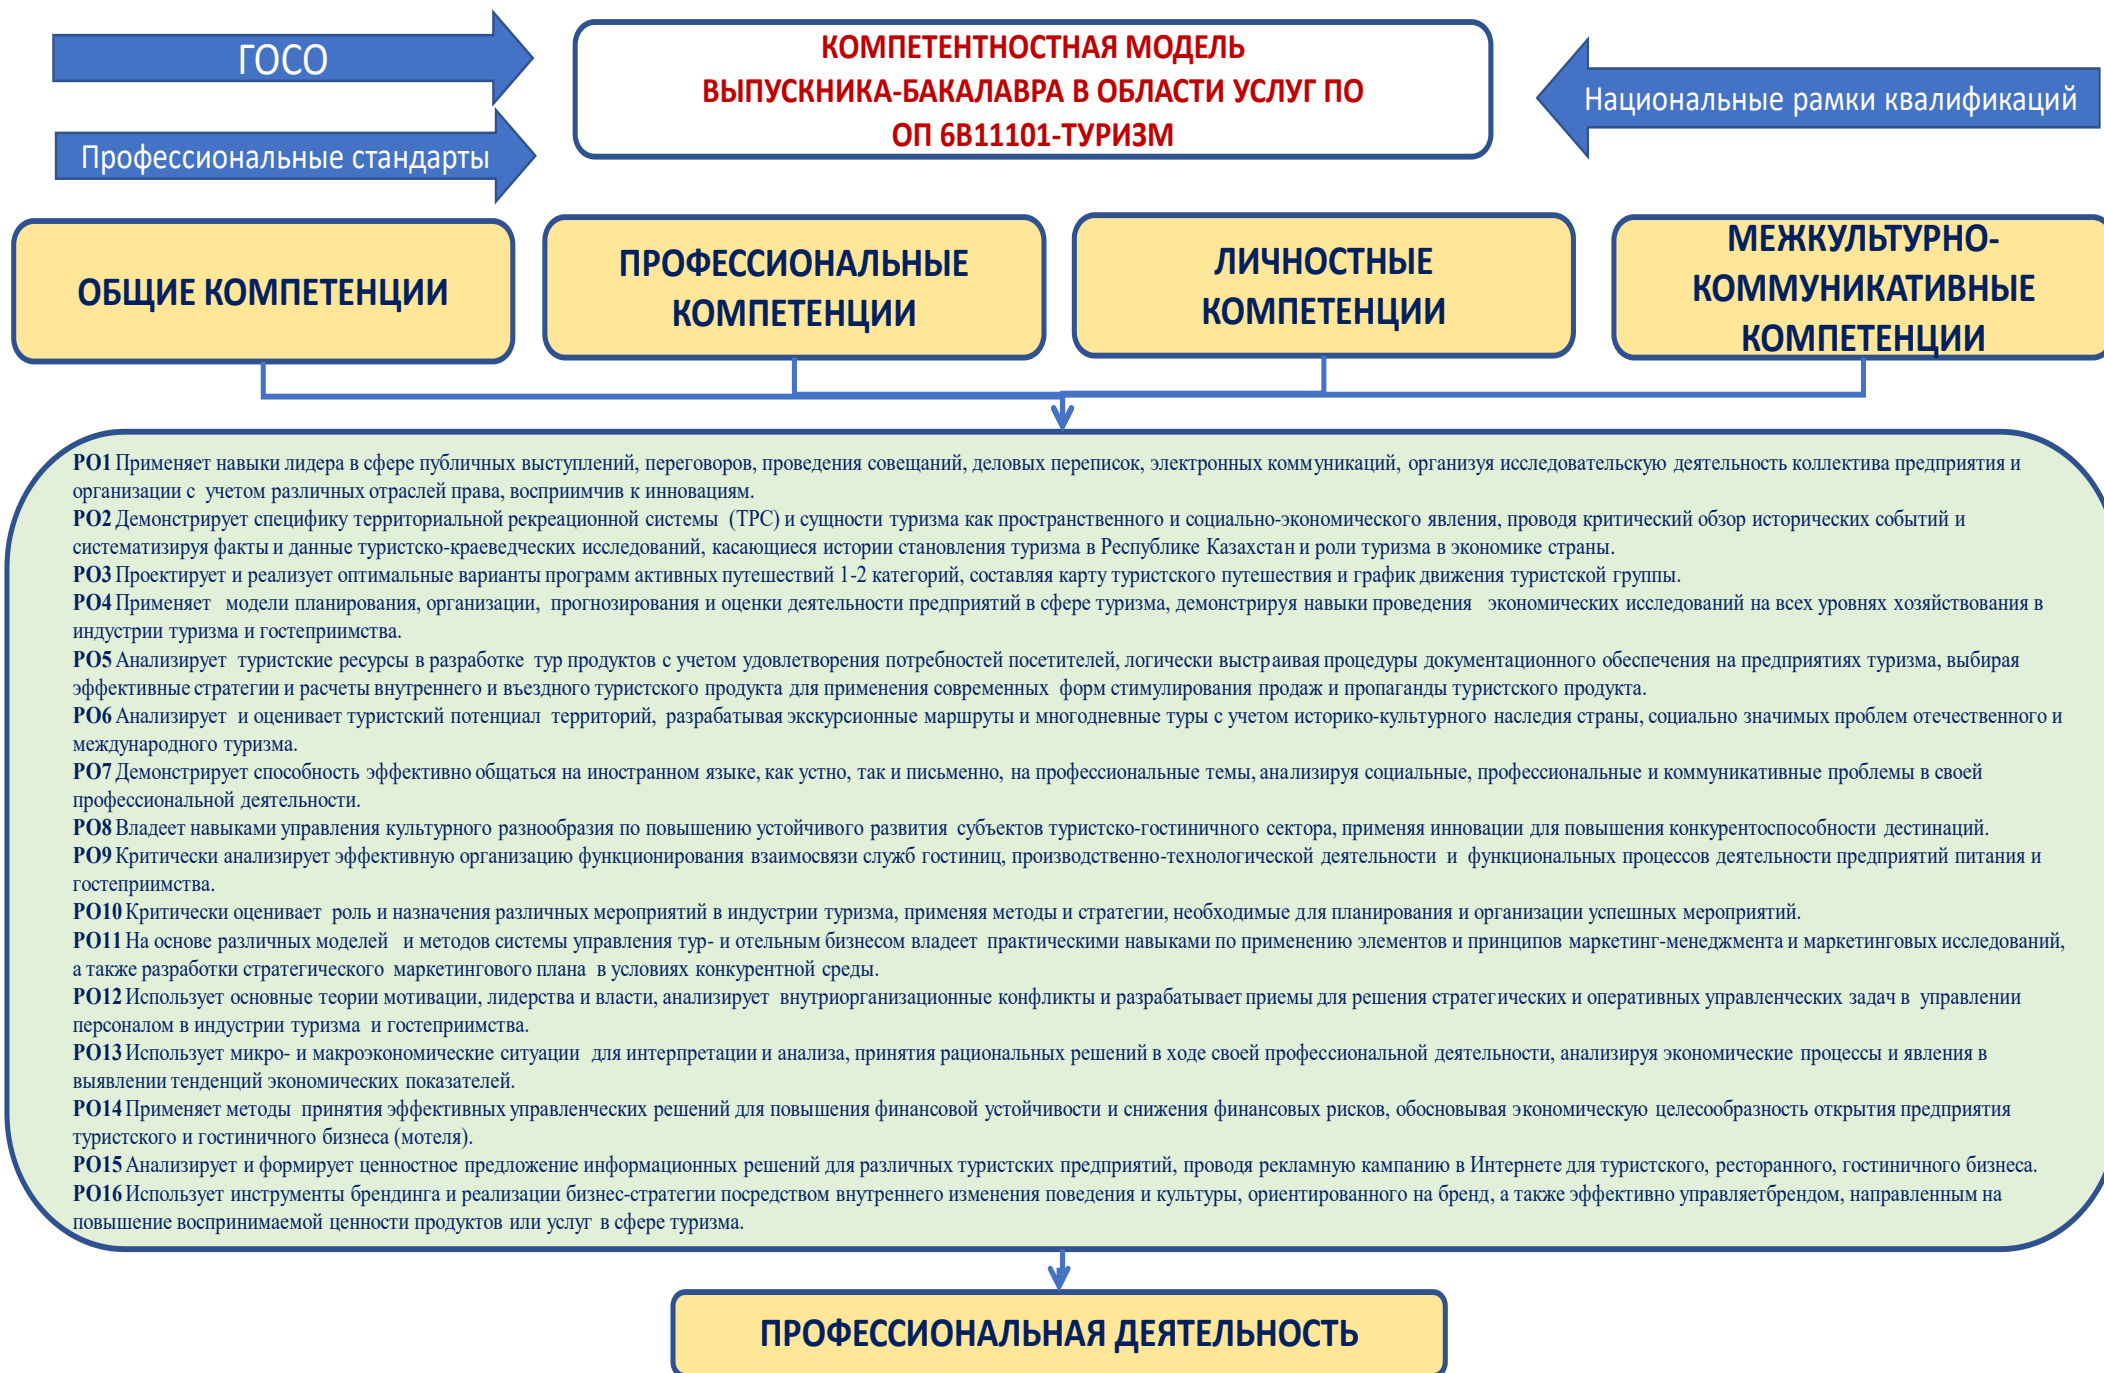 ГОСО
Профессиональные стандарты
КОМПЕТЕНТНОСТНАЯ МОДЕЛЬ
ВЫПУСКНИКА-БАКАЛАВРА В ОБЛАСТИ УСЛУГ ПО
ОП 6В11101-ТУРИЗМ
Национальные рамки квалификаций
ОБЩИЕ КОМПЕТЕНЦИИ
ПРОФЕССИОНАЛЬНЫЕ
КОМПЕТЕНЦИИ
ЛИЧНОСТНЫЕ
КОМПЕТЕНЦИИ
МЕЖКУЛЬТУРНО-
КОММУНИКАТИВНЫЕ
КОМПЕТЕНЦИИ
РО1 Применяет навыки лидера в сфере публичных выступлений, переговоров, проведения совещаний, деловых переписок, электронных коммуникаций, организуя исследовательскую деятельность коллектива предприятия и
организации с учетом различных отраслей права, восприимчив к инновациям.
РО2 Демонстрирует специфику территориальной рекреационной системы (ТРС) и сущности туризма как пространственного и социально-экономического явления, проводя критический обзор исторических событий и
систематизируя факты и данные туристско-краеведческих исследований, касающиеся истории становления туризма в Республике Казахстан и роли туризма в экономике страны.
РО3 Проектирует и реализует оптимальные варианты программ активных путешествий 1-2 категорий, составляя карту туристского путешествия и график движения туристской группы.
РО4 Применяет модели планирования, организации, прогнозирования и оценки деятельности предприятий в сфере туризма, демонстрируя навыки проведения экономических исследований на всех уровнях хозяйствования в
индустрии туризма и гостеприимства.
РО5 Анализирует туристские ресурсы в разработке тур продуктов с учетом удовлетворения потребностей посетителей, логически выстраивая процедуры документационного обеспечения на предприятиях туризма, выбирая
эффективные стратегии и расчеты внутреннего и въездного туристского продукта для применения современных форм стимулирования продаж и пропаганды туристского продукта.
РО6 Анализирует и оценивает туристский потенциал территорий, разрабатывая экскурсионные маршруты и многодневные туры с учетом историко-культурного наследия страны, социально значимых проблем отечественного и
международного туризма.
РО7 Демонстрирует способность эффективно общаться на иностранном языке, как устно, так и письменно, на профессиональные темы, анализируя социальные, профессиональные и коммуникативные проблемы в своей
профессиональной деятельности.
РО8 Владеет навыками управления культурного разнообразия по повышению устойчивого развития субъектов туристско-гостиничного сектора, применяя инновации для повышения конкурентоспособности дестинаций.
РО9 Критически анализирует эффективную организацию функционирования взаимосвязи служб гостиниц, производственно-технологической деятельности и функциональных процессов деятельности предприятий питания и
гостеприимства.
РО10 Критически оценивает роль и назначения различных мероприятий в индустрии туризма, применяя методы и стратегии, необходимые для планирования и организации успешных мероприятий.
РО11 На основе различных моделей и методов системы управления тур- и отельным бизнесом владеет практическими навыками по применению элементов и принципов маркетинг-менеджмента и маркетинговых исследований,
а также разработки стратегического маркетингового плана в условиях конкурентной среды.
РО12 Использует основные теории мотивации, лидерства и власти, анализирует внутриорганизационные конфликты и разрабатывает приемы для решения стратегических и оперативных управленческих задач в управлении
персоналом в индустрии туризма и гостеприимства.
РО13 Использует микро- и макроэкономические ситуации для интерпретации и анализа, принятия рациональных решений в ходе своей профессиональной деятельности, анализируя экономические процессы и явления в
выявлении тенденций экономических показателей.
РО14 Применяет методы принятия эффективных управленческих решений для повышения финансовой устойчивости и снижения финансовых рисков, обосновывая экономическую целесообразность открытия предприятия
туристского и гостиничного бизнеса (мотеля).
РО15 Анализирует и формирует ценностное предложение информационных решений для различных туристских предприятий, проводя рекламную кампанию в Интернете для туристского, ресторанного, гостиничного бизнеса.
РО16 Использует инструменты брендинга и реализации бизнес-стратегии посредством внутреннего изменения поведения и культуры, ориентированного на бренд, а также эффективно управляетбрендом, направленным на
повышение воспринимаемой ценности продуктов или услуг в сфере туризма.
ПРОФЕССИОНАЛЬНАЯ ДЕЯТЕЛЬНОСТЬ